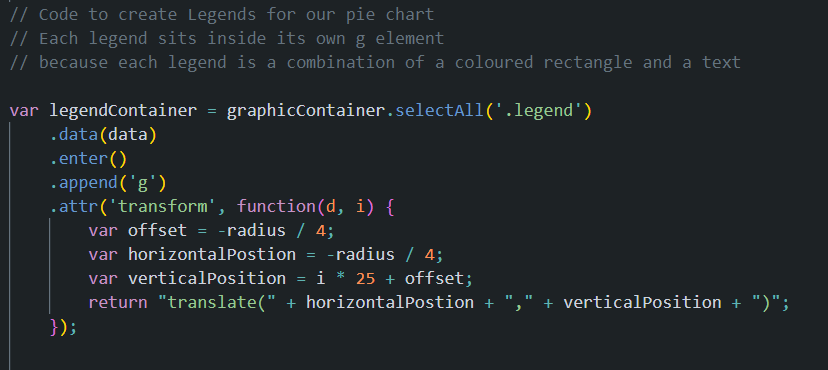 // Code to create Legends for our pie chart
// Each legend sits inside its own g element
// because each legend is a combination of a coloured rectangle and a text
var legendContainer = graphicContainer.selectAll('.legend')
.data(data)
.enter()
.append('g')
.attr('transform', function(d, i) {
var offset = -radius / 4;
var horizontalPostion = -radius / 4;
var verticalPosition = i * 25 + offset;
return "translate(" + horizontalPostion + "," + verticalPosition + ")";
});